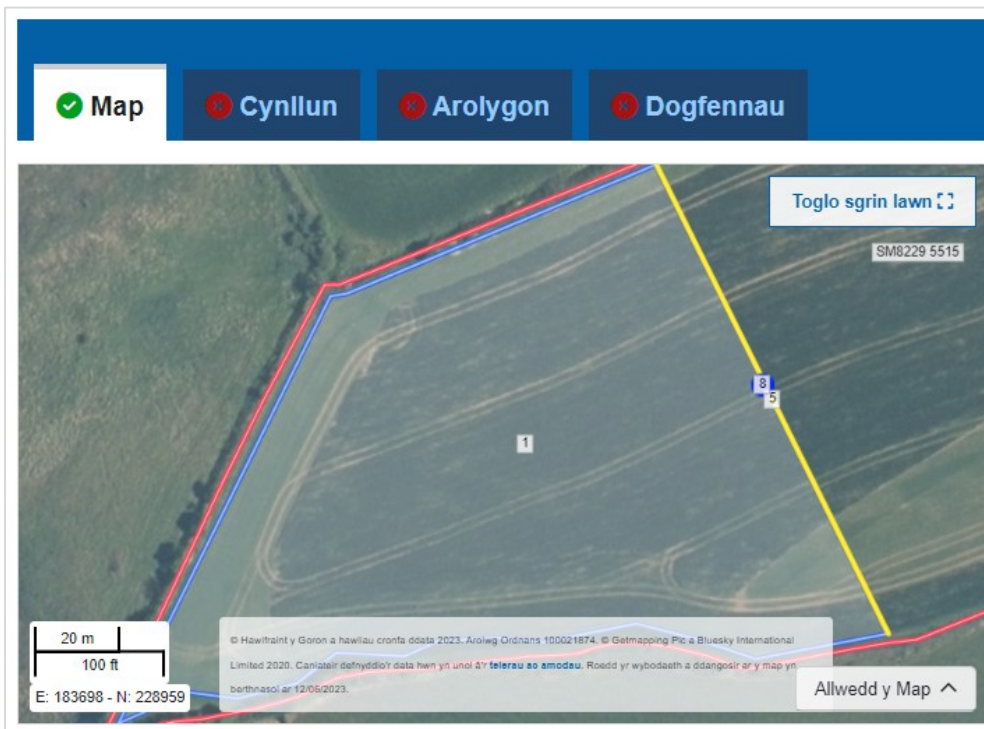 Map
Cynllun
Arolygon
Dogfennau
Toglo sgrin lawn
SM8229 5515
8
5
1
20 m
100 ft
E: 183698 - N: 228959
© Hawlfraint y Goron a hawliau cronfa ddata 2023. Arolwg Ordnans 100021874. © Getmapping Plc a Bluesky International
Limited 2020. Caniateir defnyddio'r data hwn yn unol â'r telerau ac amodau. Roedd yr wybodaeth a ddangosir ar y map yn
berthnasol ar 12/06/2023.
Allwedd y Map